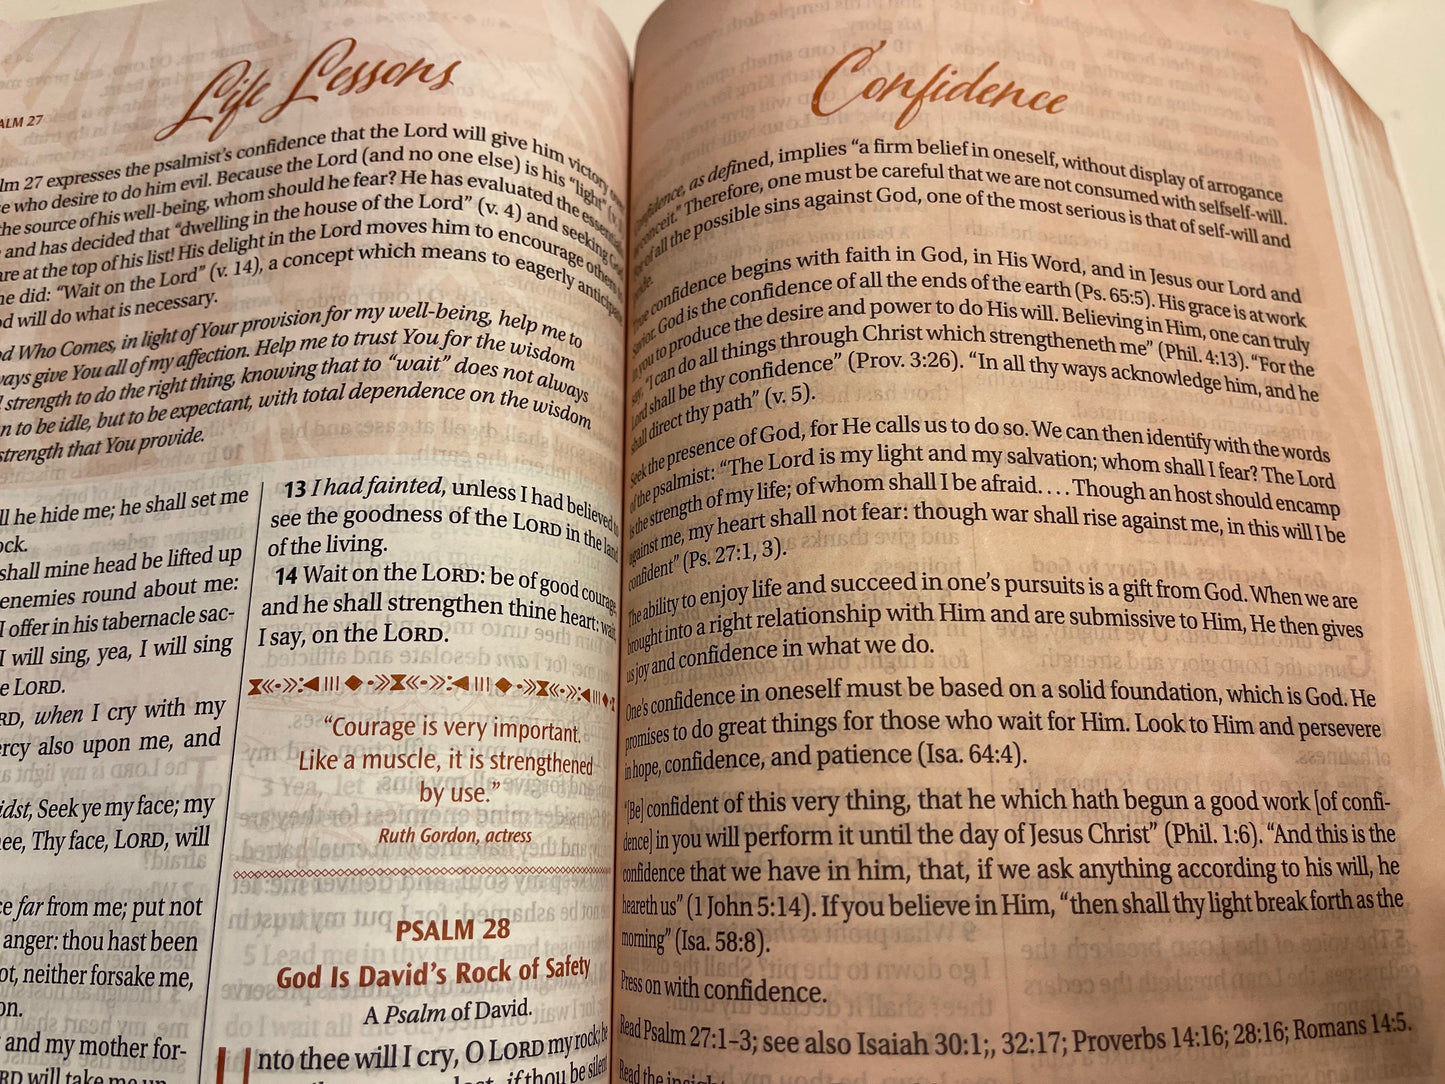 Life Lessons
ALM 27
lm 27 expresses the psalmist's confidence that the Lord will give him victory over
e who desire to do him evil. Because the Lord (and no one else) is his "light" (v. 1
the source of his well-being, whom should he fear? He has evaluated the essentials
and has decided that "dwelling in the house of the Lord" (v. 4) and seeking God
are at the top of his list! His delight in the Lord moves him to encourage others
he did: "Wait on the Lord" (v. 14), a concept which means to eagerly anticipate
d will do what is necessary.
d Who Comes, in light of Your provision for my well-being, help me to
ays give You all of my affection. Help me to trust You for the wisdom
strength to do the right thing, knowing that to "wait" does not always
n to be idle, but to be expectant, with total dependence on the wisdom
strength that You provide.
ll he hide me; he shall set me
ock.
shall mine head be lifted up
enemies round about me:
I offer in his tabernacle sac-
I will sing, yea, I will sing
e LORD.
RD, when I cry with my
ercy also upon me, and
idst, Seek ye my face; my
ee, Thy face, LORD, will
ce far from me; put not
anger: thou hast been
ot, neither forsake me,
on.
and my mother for-
RD will take me up.
13 I had fainted, unless I had believed to
see the goodness of the LORD in the land
of the living.
14 Wait on the LORD: be of good courage,
and he shall strengthen thine heart: wait,
I say, on the LORD.
"Courage is very important.
Like a muscle, it is strengthened
by use."
Ruth Gordon, actress
PSALM 28
God Is David's Rock of Safety
A Psalm of David.
Unto thee will I cry, O LORD my rock; be
if thou be silent
Confidence
Confidence, as defined, implies "a firm belief in oneself, without display of arrogance
or conceit." Therefore, one must be careful that we are not consumed with selfself-will.
For of all the possible sins against God, one of the most serious is that of self-will and
pride.
True confidence begins with faith in God, in His Word, and in Jesus our Lord and
Savior. God is the confidence of all the ends of the earth (Ps. 65:5). His grace is at work
in you to produce the desire and power to do His will. Believing in Him, one can truly
say, "I can do all things through Christ which strengtheneth me" (Phil. 4:13). "For the
Lord shall be thy confidence" (Prov. 3:26). "In all thy ways acknowledge him, and he
shall direct thy path" (v. 5).
Seek the presence of God, for He calls us to do so. We can then identify with the words
of the psalmist: "The Lord is my light and my salvation; whom shall I fear? The Lord
is the strength of my life; of whom shall I be afraid. . . . Though an host should encamp
against me, my heart shall not fear: though war shall rise against me, in this will I be
confident" (Ps. 27:1, 3).
The ability to enjoy life and succeed in one's pursuits is a gift from God. When we are
brought into a right relationship with Him and are submissive to Him, He then gives
us joy and confidence in what we do.
One's confidence in oneself must be based on a solid foundation, which is God. He
promises to do great things for those who wait for Him. Look to Him and persevere
in hope, confidence, and patience (Isa. 64:4).
"[Be] confident of this very thing, that he which hath begun a good work [of confi-
dence] in you will perform it until the day of Jesus Christ" (Phil. 1:6). "And this is the
confidence that we have in him, that, if we ask anything according to his will, he
heareth us" (1 John 5:14). If you believe in Him, "then shall thy light break forth as the
morning" (Isa. 58:8).
Press on with confidence.
Read Psalm 27:1–3; see also Isaiah 30:1;, 32:17; Proverbs 14:16; 28:16; Romans 14:5.
Read the